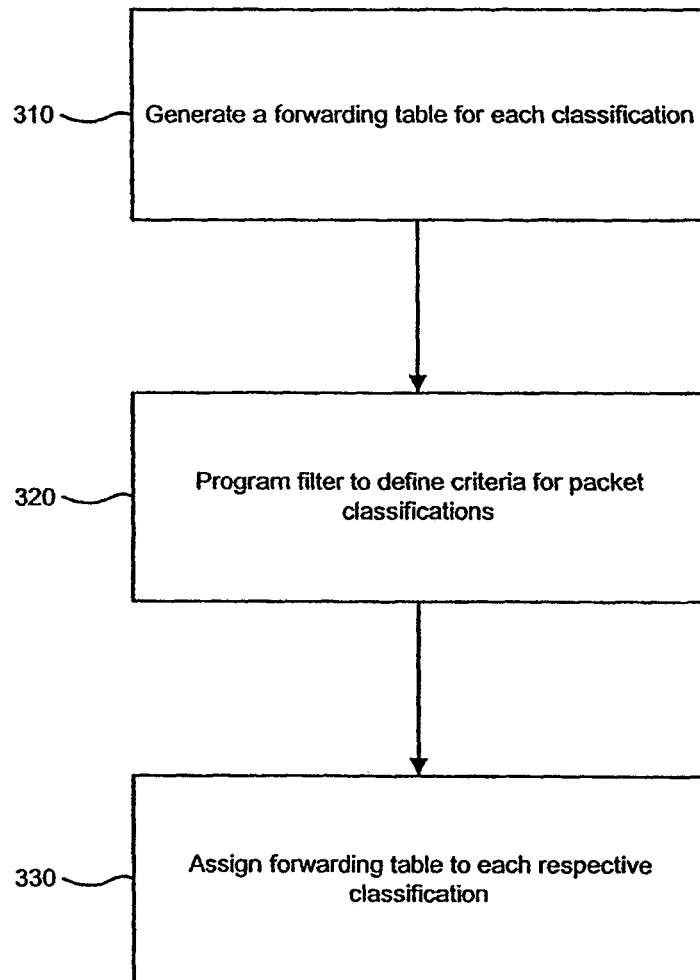 310
Generate a forwarding table for each classification
320
Program filter to define criteria for packet
classifications
330
Assign forwarding table to each respective
classification